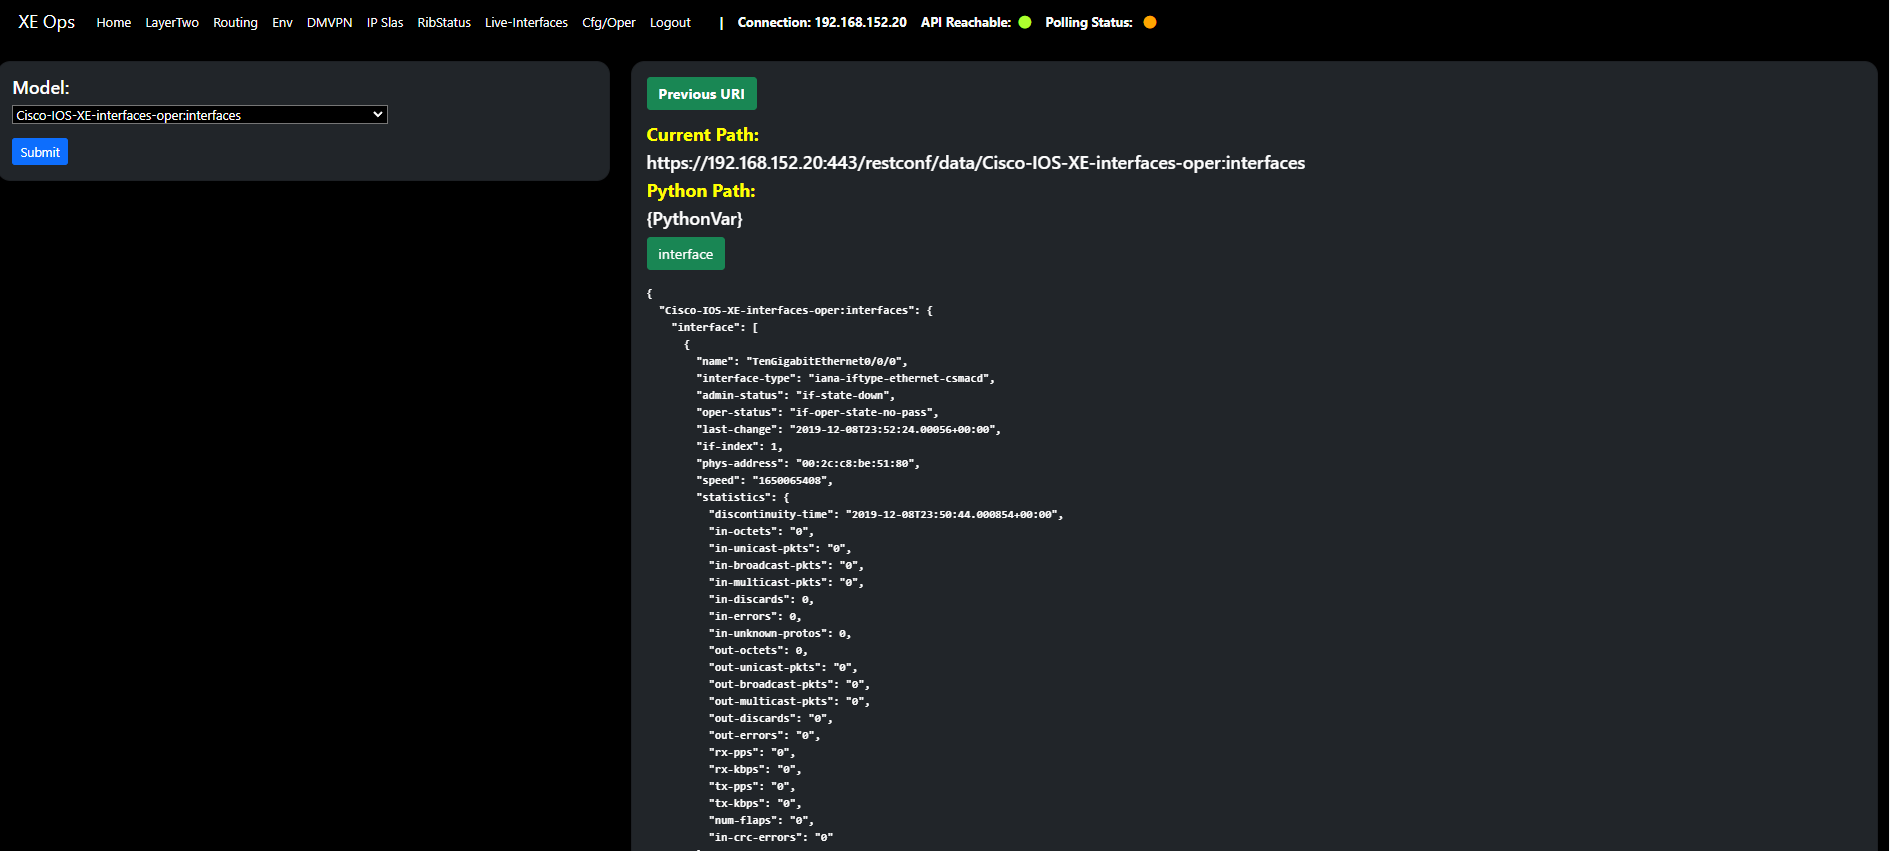 XE Ops Home LayerTwo Routing Env DMVPN IP Slas RibStatus Live-Interfaces Cfg/Oper Logout | Connection: 192.168.152.20 API Reachable: Polling Status:
Model:
Cisco-IOS-XE-interfaces-oper:interfaces
Submit
Previous URI
Current Path:
https://192.168.152.20:443/restconf/data/Cisco-IOS-XE-interfaces-oper:interfaces
Python Path:
{PythonVar}
interface
{
"Cisco-IOS-XE-interfaces-oper:interfaces": {
"interface": [
{
"name": "TenGigabitEthernet0/0/0",
"interface-type": "iana-iftype-ethernet-csmacd",
"admin-status": "if-state-down",
"oper-status": "if-oper-state-no-pass",
"last-change": "2019-12-08T23:52:24.00056+00:00",
"if-index": 1,
"phys-address": "00:2c:c8:be:51:80",
"speed": "1650065408",
"statistics": {
"discontinuity-time": "2019-12-08T23:50:44.000854+00:00",
"in-octets": "0",
"in-unicast-pkts": "0",
"in-broadcast-pkts": "0",
"in-multicast-pkts": "0",
"in-discards": 0,
"in-errors": 0,
"in-unknown-protos": 0,
"out-octets": 0,
"out-unicast-pkts": "0",
"out-broadcast-pkts": "0",
"out-multicast-pkts": "0",
"out-discards": "0",
"out-errors": "0",
"rx-pps": "0",
"rx-kbps": "0",
"tx-pps": "0",
"tx-kbps": "0",
"num-flaps": "0",
"in-crc-errors": "0"